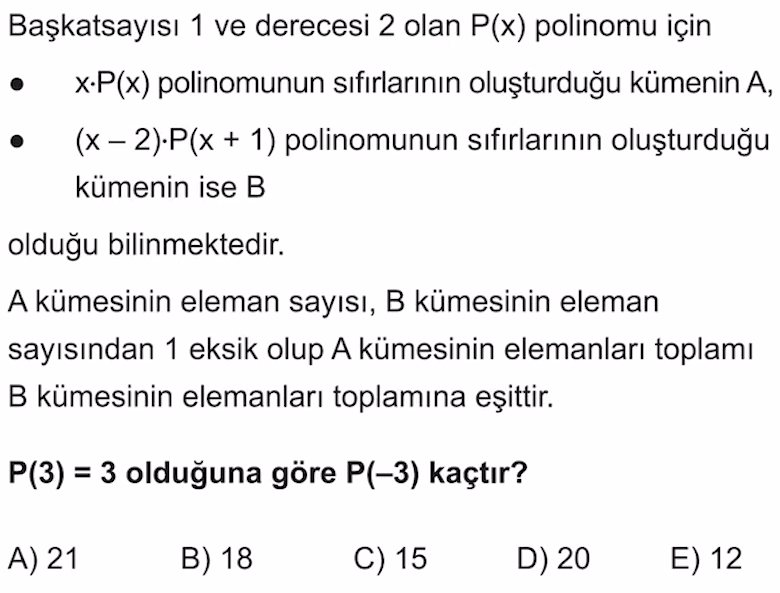 Başkatsayısı 1 ve derecesi 2 olan P(x) polinomu için
• x·P(x) polinomunun sıfırlarının oluşturduğu kümenin A,
• (x – 2)·P(x + 1) polinomunun sıfırlarının oluşturduğu
kümenin ise B
olduğu bilinmektedir.
A kümesinin eleman sayısı, B kümesinin eleman
sayısından 1 eksik olup A kümesinin elemanları toplamı
B kümesinin elemanları toplamına eşittir.
P(3) = 3 olduğuna göre P(–3) kaçtır?
A) 21 B) 18 C) 15 D) 20 E) 12